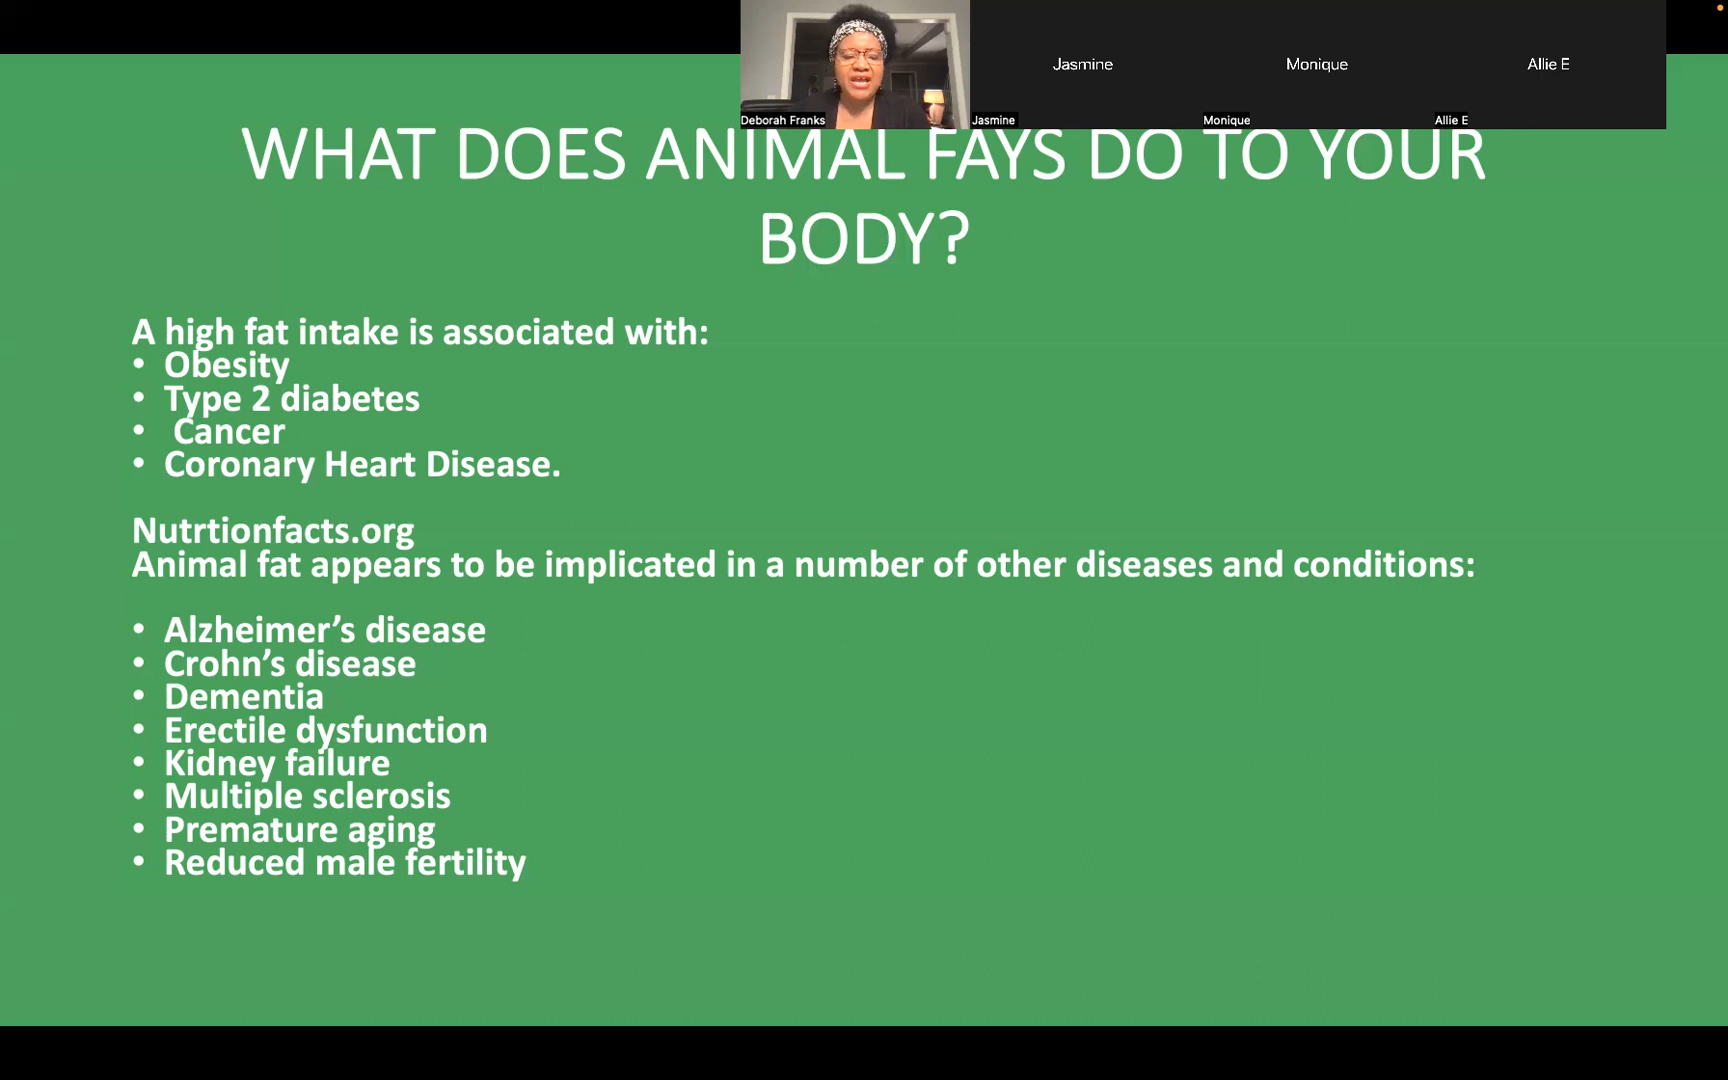 Jasmine
Monique
Allie E
Deborah Franks
Jasmine
Monique
Allie E
WHAT DOES ANIMAL FAYS DO TO YOUR
BODY?
A high fat intake is associated with:
• Obesity
• Type 2 diabetes
• Cancer
• Coronary Heart Disease.
Nutrtionfacts.org
Animal fat appears to be implicated in a number of other diseases and conditions:
• Alzheimer’s disease
• Crohn’s disease
• Dementia
• Erectile dysfunction
• Kidney failure
• Multiple sclerosis
• Premature aging
• Reduced male fertility